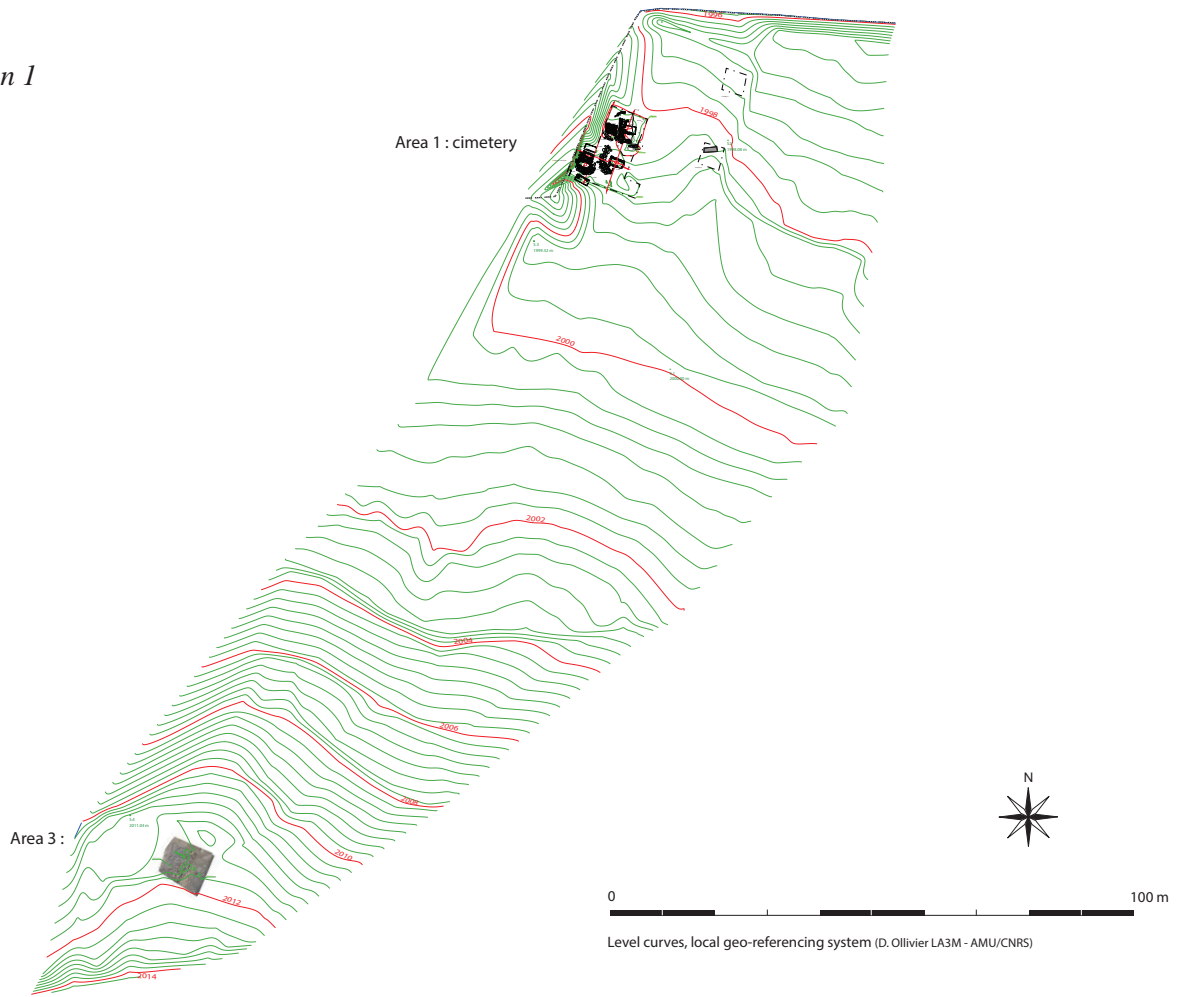 n 1
1996
1998
Area 1 : cimetery
2000
2002
2004
2006
2008
Area 3 :
2010
2012
2014
N
0 100 m
Level curves, local geo-referencing system (D. Ollivier LA3M - AMU/CNRS)